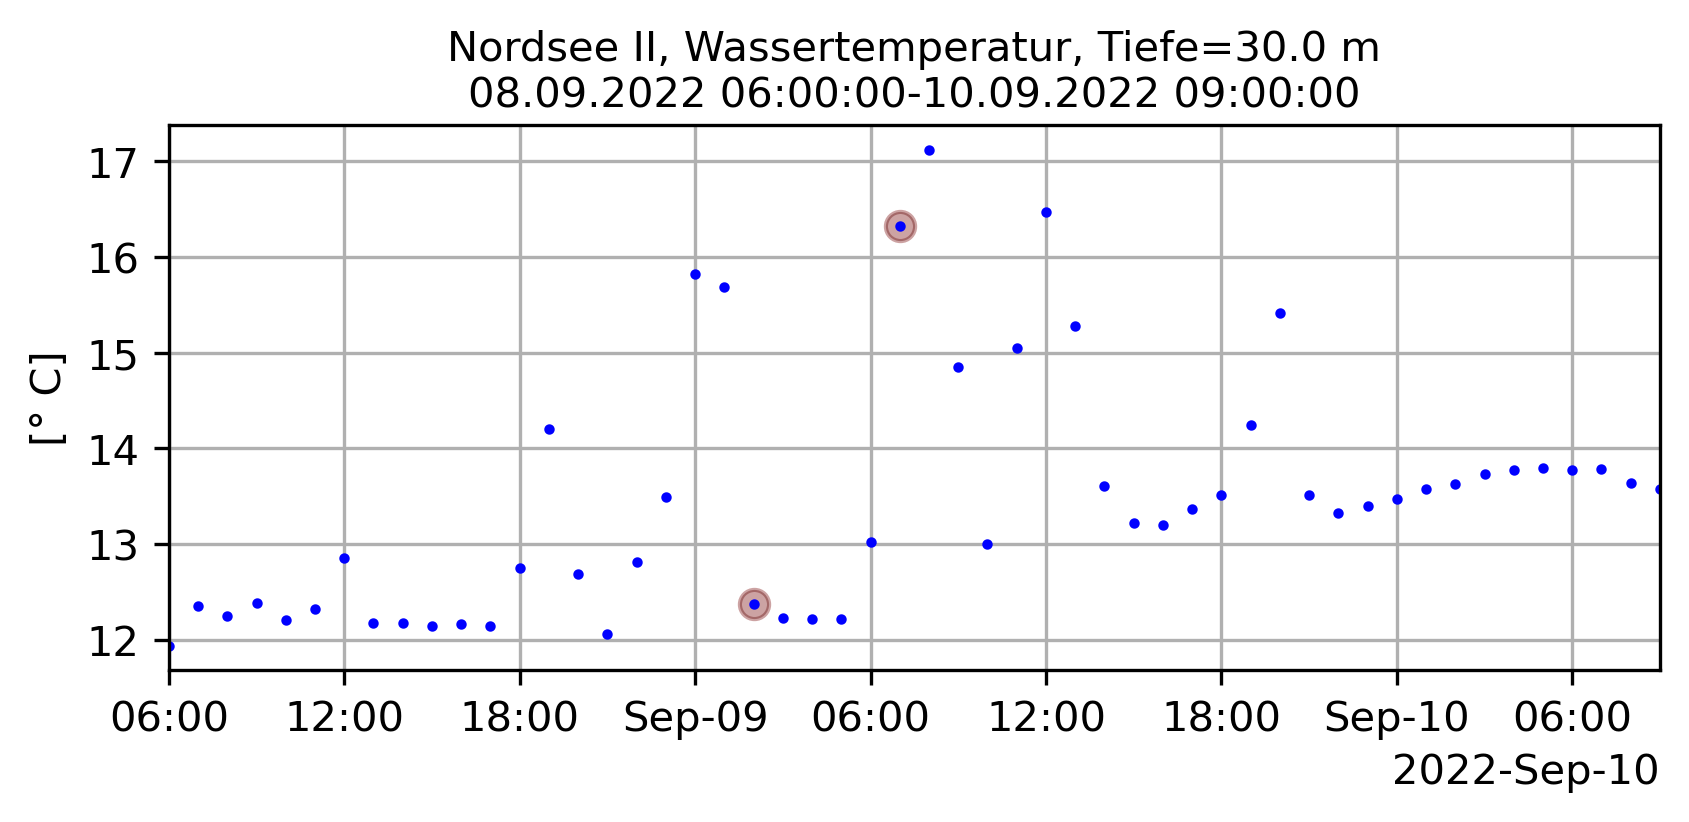 Nordsee II, Wassertemperatur, Tiefe=30.0 m
08.09.2022 06:00:00-10.09.2022 09:00:00
[° C]
17
16
15
14
13
12
06:00 12:00 18:00 Sep-09 06:00 12:00 18:00 Sep-10 06:00
2022-Sep-10